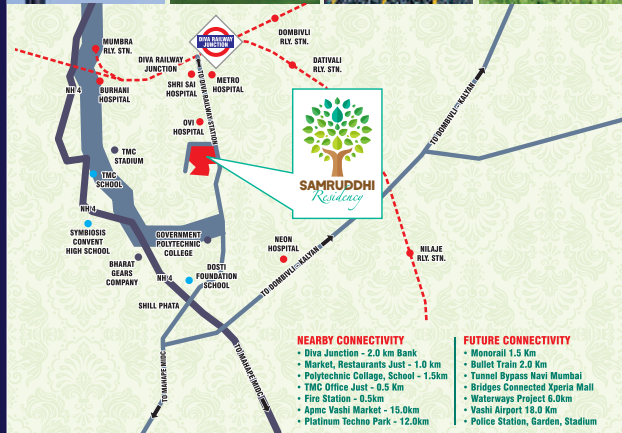 DOMBIVLI
RLY. STN.
DIVA RAILWAY
JUNCTION
MUMBRA
RLY. STN.
DIVA RAILWAY
JUNCTION
DATIVALI
RLY. STN.
TO DIVA RAILWAY STATION
SHRI SAI
HOSPITAL
METRO
HOSPITAL
NH 4
BURHANI
HOSPITAL
OVI
HOSPITAL
TO DOMBIVLI - KALYAN
TMC
STADIUM
TMC
SCHOOL
SAMRUDDHI
Residency
NH 4
SYMBIOSIS
CONVENT
HIGH SCHOOL
GOVERNMENT
POLYTECHNIC
COLLEGE
NEON
HOSPITAL
NILAJE
RLY. STN.
BHARAT
GEARS
COMPANY
NH 4
DOSTI
FOUNDATION
SCHOOL
TO DOMBIVLI - KALYAN
SHILL PHATA
TO MAHAPE MIDC
TO MAHAPE MIDC
NEARBY CONNECTIVITY
• Diva Junction - 2.0 km Bank
• Market, Restaurants Just - 1.0 km
• Polytechnic Collage, School - 1.5km
• TMC Office Just - 0.5 Km
• Fire Station - 0.5km
• Apmc Vashi Market - 15.0km
• Platinum Techno Park - 12.0km
FUTURE CONNECTIVITY
• Monorail 1.5 Km
• Bullet Train 2.0 Km
• Tunnel Bypass Navi Mumbai
• Bridges Connected Xperia Mall
• Waterways Project 6.0km
• Vashi Airport 18.0 Km
• Police Station, Garden, Stadium